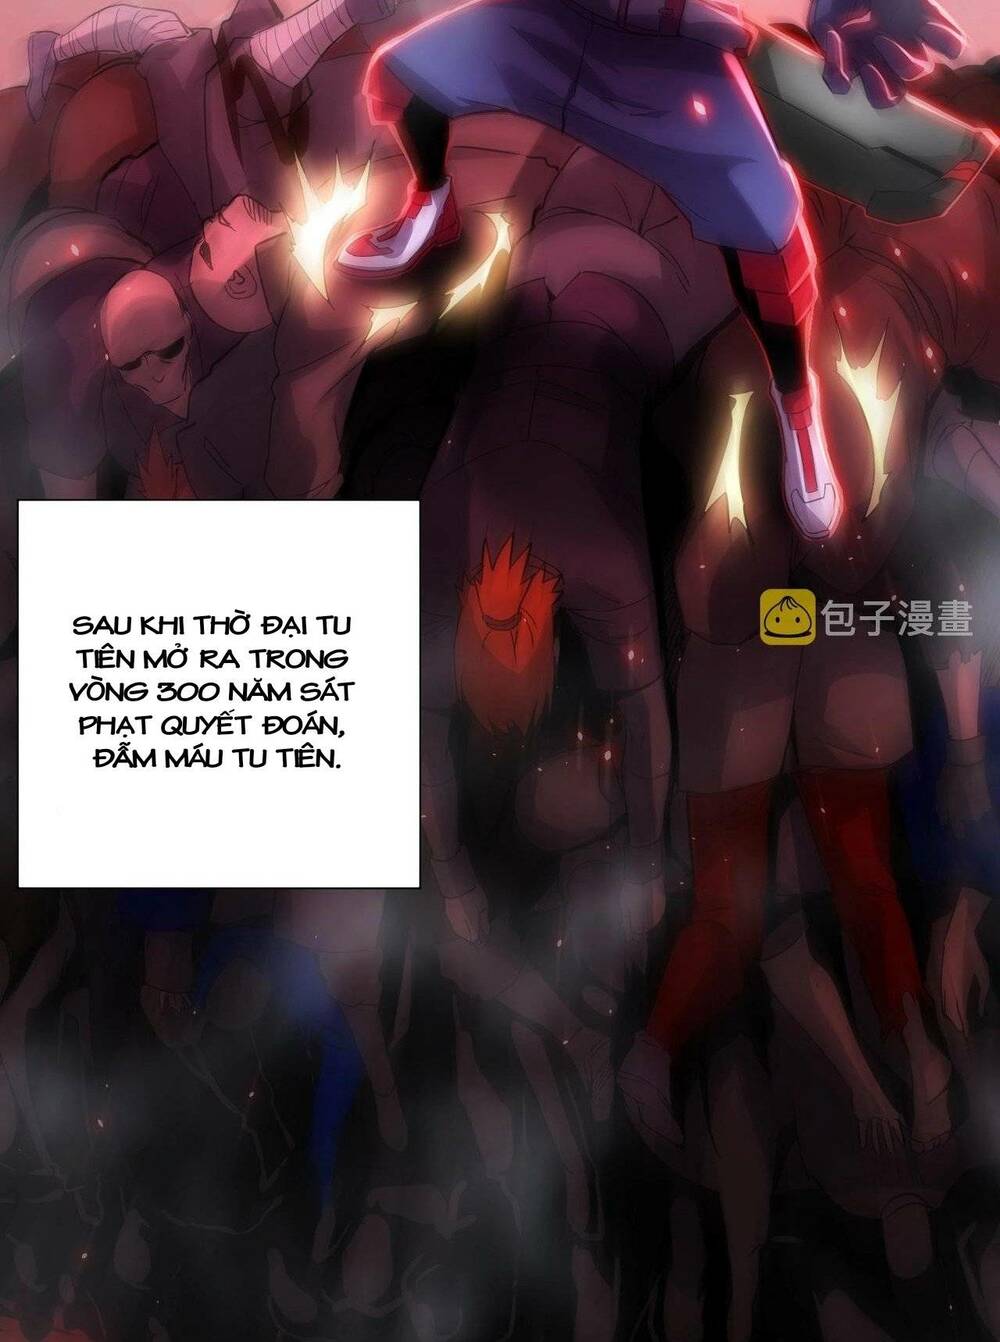 SAU KHI THỜ ĐẠI TU
TIÊN MỞ RA TRONG
VÒNG 300 NĂM SÁT
PHẠT QUYẾT ĐOÁN,
ĐẪM MÁU TU TIÊN.
包子漫畫